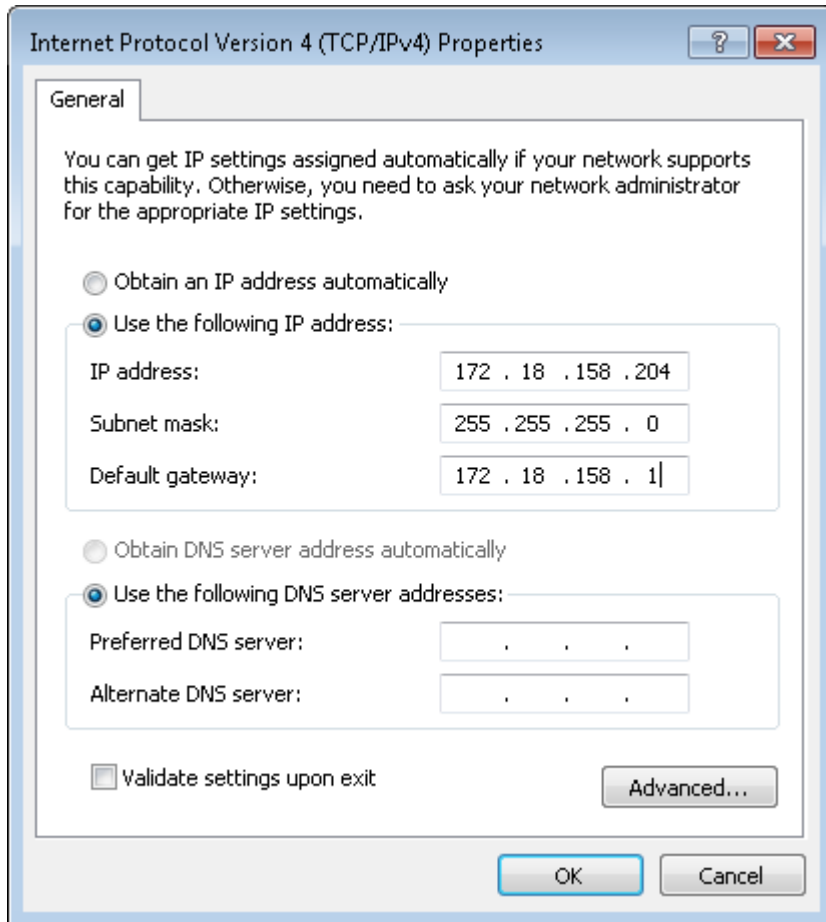 Internet Protocol Version 4 (TCP/IPv4) Properties
General
You can get IP settings assigned automatically if your network supports
this capability. Otherwise, you need to ask your network administrator
for the appropriate IP settings.
Obtain an IP address automatically
Use the following IP address:
IP address: 172 . 18 . 158 . 204
Subnet mask: 255 . 255 . 255 . 0
Default gateway: 172 . 18 . 158 . 1
Obtain DNS server address automatically
Use the following DNS server addresses:
Preferred DNS server: . . .
Alternate DNS server: . . .
Validate settings upon exit
Advanced...
OK Cancel